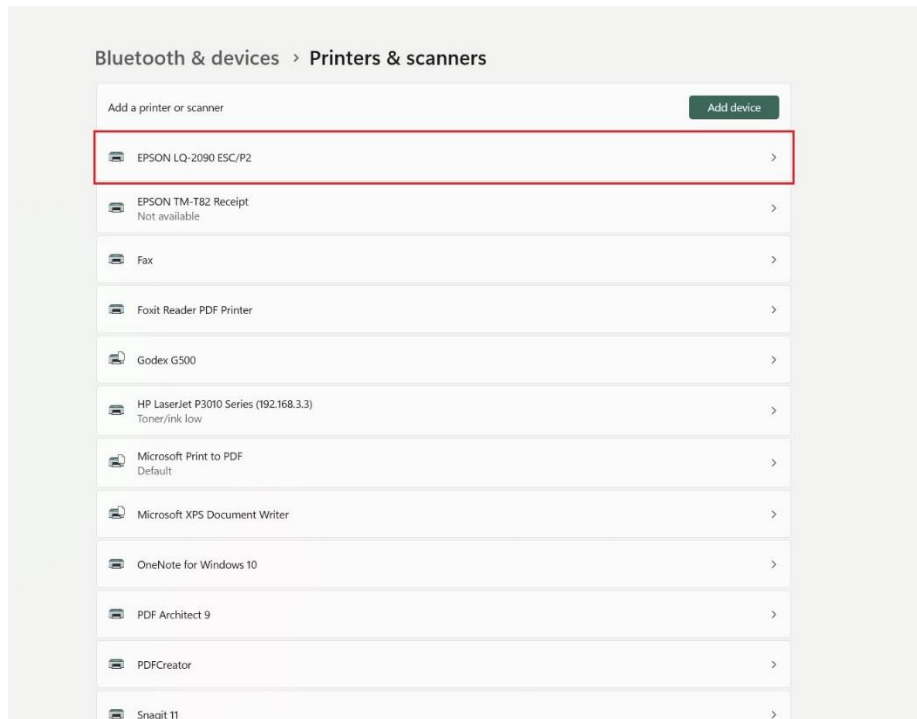 Bluetooth & devices > Printers & scanners
Add a printer or scanner
Add device
EPSON LQ-2090 ESC/P2
EPSON TM-T82 Receipt
Not available
Fax
Foxit Reader PDF Printer
Godex G500
HP LaserJet P3010 Series (192.168.3.3)
Toner/ink low
Microsoft Print to PDF
Default
Microsoft XPS Document Writer
OneNote for Windows 10
PDF Architect 9
PDFCreator
Snagit 11